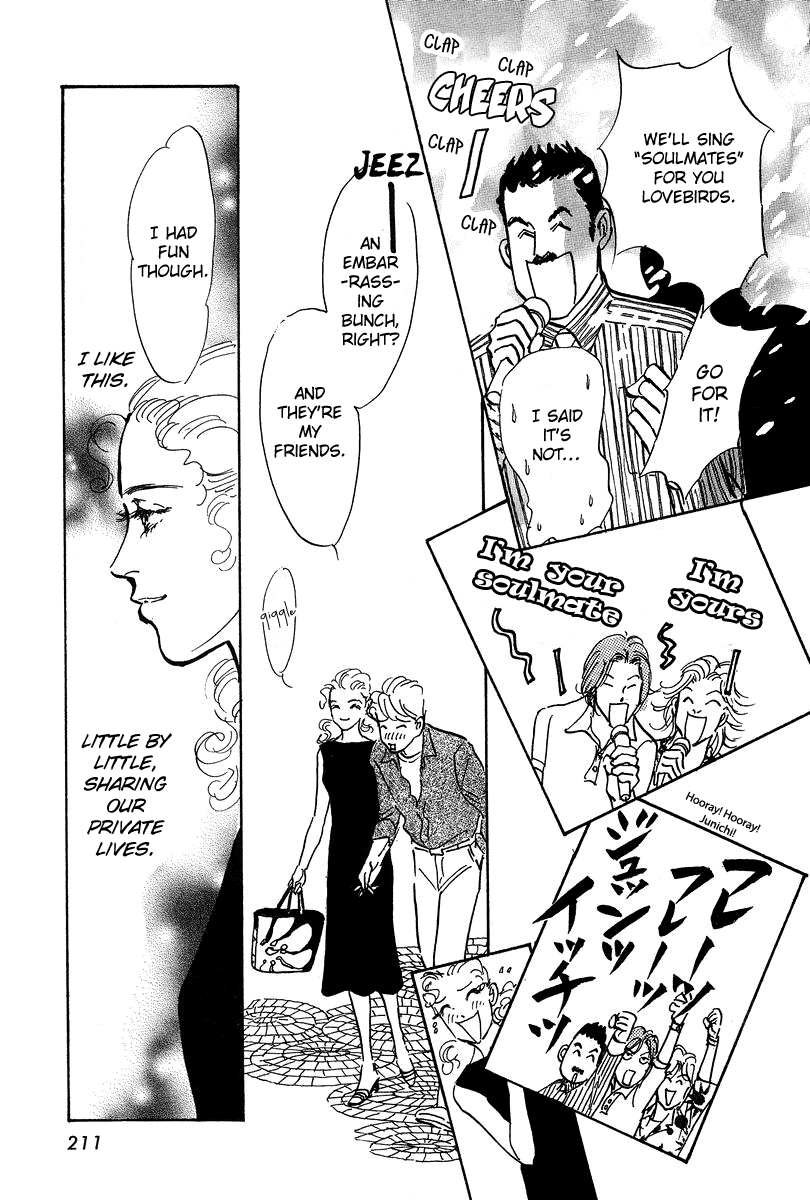 CLAP
CLAP
CHEERS
CLAP
CLAP
WE'LL SING
"SOULMATES"
FOR YOU
LOVEBIRDS.
GO
FOR
IT!
I SAID
IT'S
NOT...
I'm your
soulmate
I'm
yours
Hooray! Hooray!
Junichi!
フレーッ
フレーッ
ジュンッ
イッチッ
JEEZ
AN
EMBAR
-RASS-
ING
BUNCH,
RIGHT?
AND
THEY'RE
MY
FRIENDS.
giggle
I HAD
FUN
THOUGH.
I LIKE
THIS.
LITTLE BY
LITTLE,
SHARING
OUR
PRIVATE
LIVES.
211